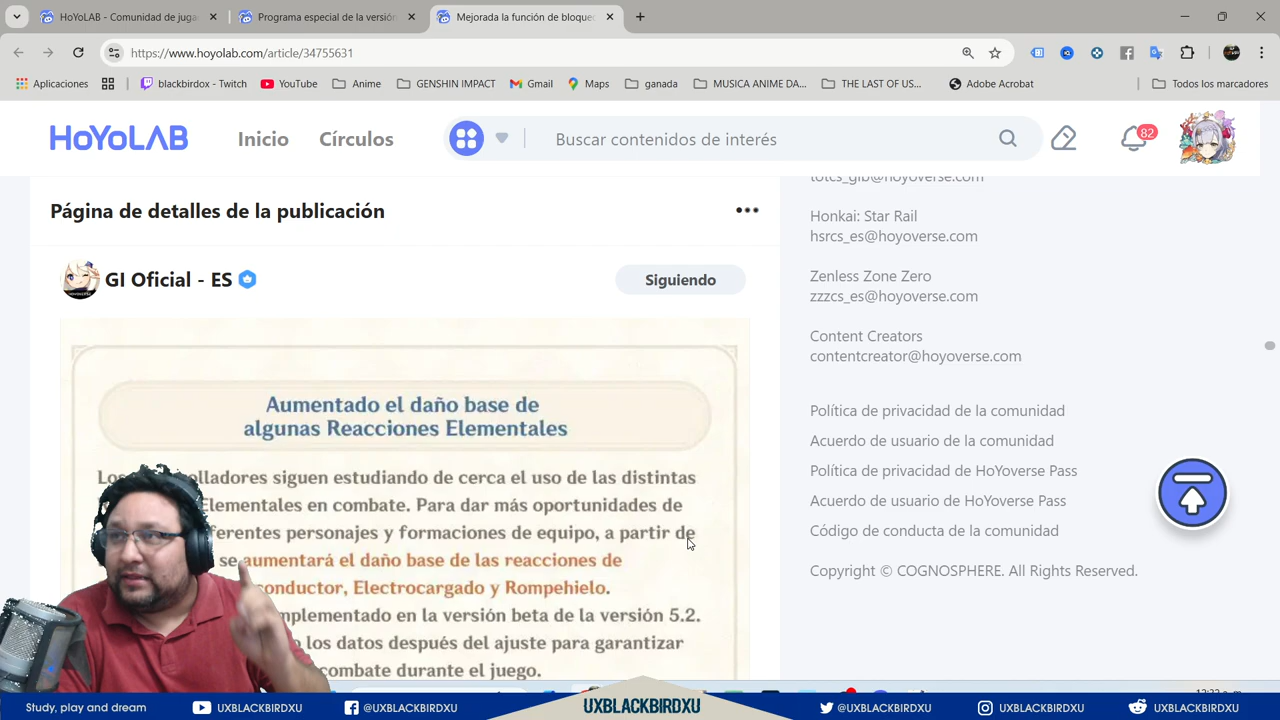 HoYoLAB - Comunidad de juga
Programa especial de la versión
Mejorada la función de bloqueo
https://www.hoyolab.com/article/34755631
Aplicaciones
blackbirdox - Twitch
YouTube
Anime
GENSHIN IMPACT
Gmail
Maps
ganada
MUSICA ANIME DA...
THE LAST OF US...
Adobe Acrobat
Todos los marcadores
HoYoLAB
Inicio
Círculos
Buscar contenidos de interés
82
Página de detalles de la publicación
GI Oficial - ES
Siguiendo
Aumentado el daño base de
algunas Reacciones Elementales
olladores siguen estudiando de cerca el uso de las distintas
Elementales en combate. Para dar más oportunidades de
ferentes personajes y formaciones de equipo, a partir de
se aumentará el daño base de las reacciones de
conductor, Electrocargado y Rompehielo.
mplementado en la versión beta de la versión 5.2.
los datos después del ajuste para garantizar
combate durante el juego.
totcs_glb@hoyoverse.com
Honkai: Star Rail
hsrcs_es@hoyoverse.com
Zenless Zone Zero
zzzcs_es@hoyoverse.com
Content Creators
contentcreator@hoyoverse.com
Política de privacidad de la comunidad
Acuerdo de usuario de la comunidad
Política de privacidad de HoYoverse Pass
Acuerdo de usuario de HoYoverse Pass
Código de conducta de la comunidad
Copyright © COGNOSPHERE. All Rights Reserved.
Study, play and dream
UXBLACKBIRDXU
@UXBLACKBIRDXU
UXBLACKBIRDXU
@UXBLACKBIRDXU
UXBLACKBIRDXU
UXBLACKBIRDXU